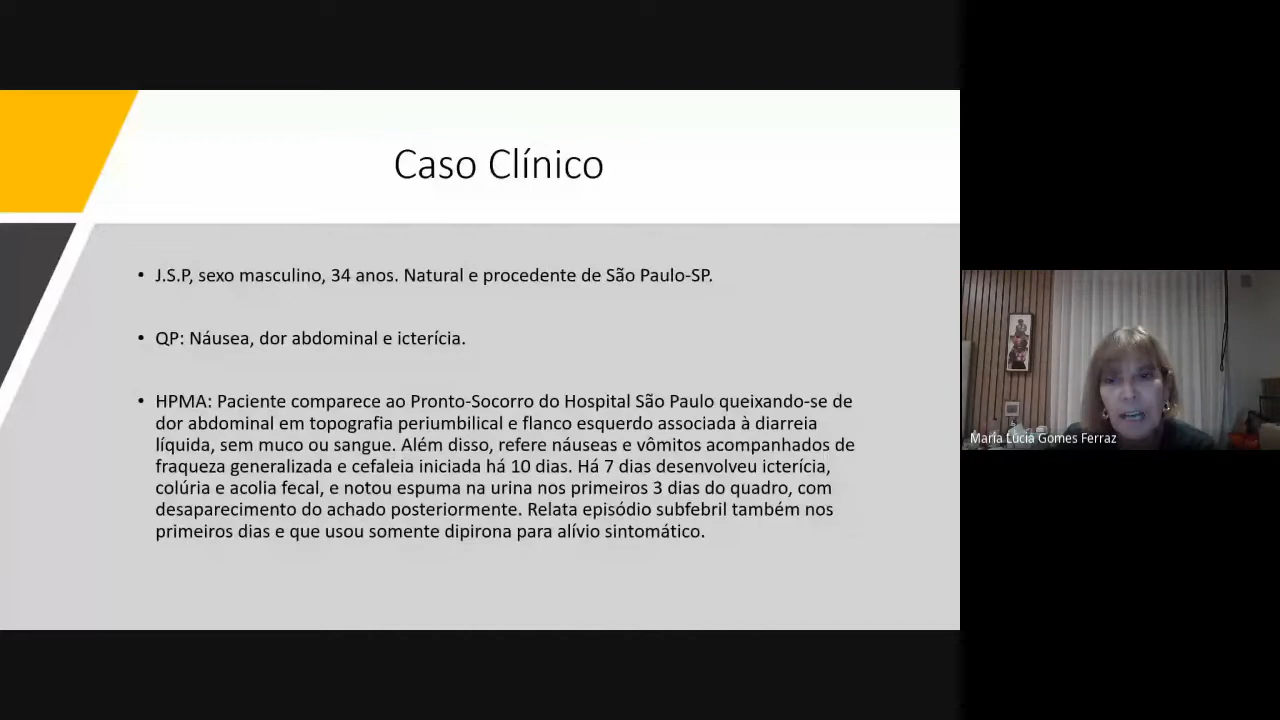 Caso Clínico
• J.S.P, sexo masculino, 34 anos. Natural e procedente de São Paulo-SP.
• QP: Náusea, dor abdominal e icterícia.
• HPMA: Paciente comparece ao Pronto-Socorro do Hospital São Paulo queixando-se de
dor abdominal em topografia periumbilical e flanco esquerdo associada à diarreia
líquida, sem muco ou sangue. Além disso, refere náuseas e vômitos acompanhados de
fraqueza generalizada e cefaleia iniciada há 10 dias. Há 7 dias desenvolveu icterícia,
colúria e acolia fecal, e notou espuma na urina nos primeiros 3 dias do quadro, com
desaparecimento do achado posteriormente. Relata episódio subfebril também nos
primeiros dias e que usou somente dipirona para alívio sintomático.
Maria Lucia Gomes Ferraz